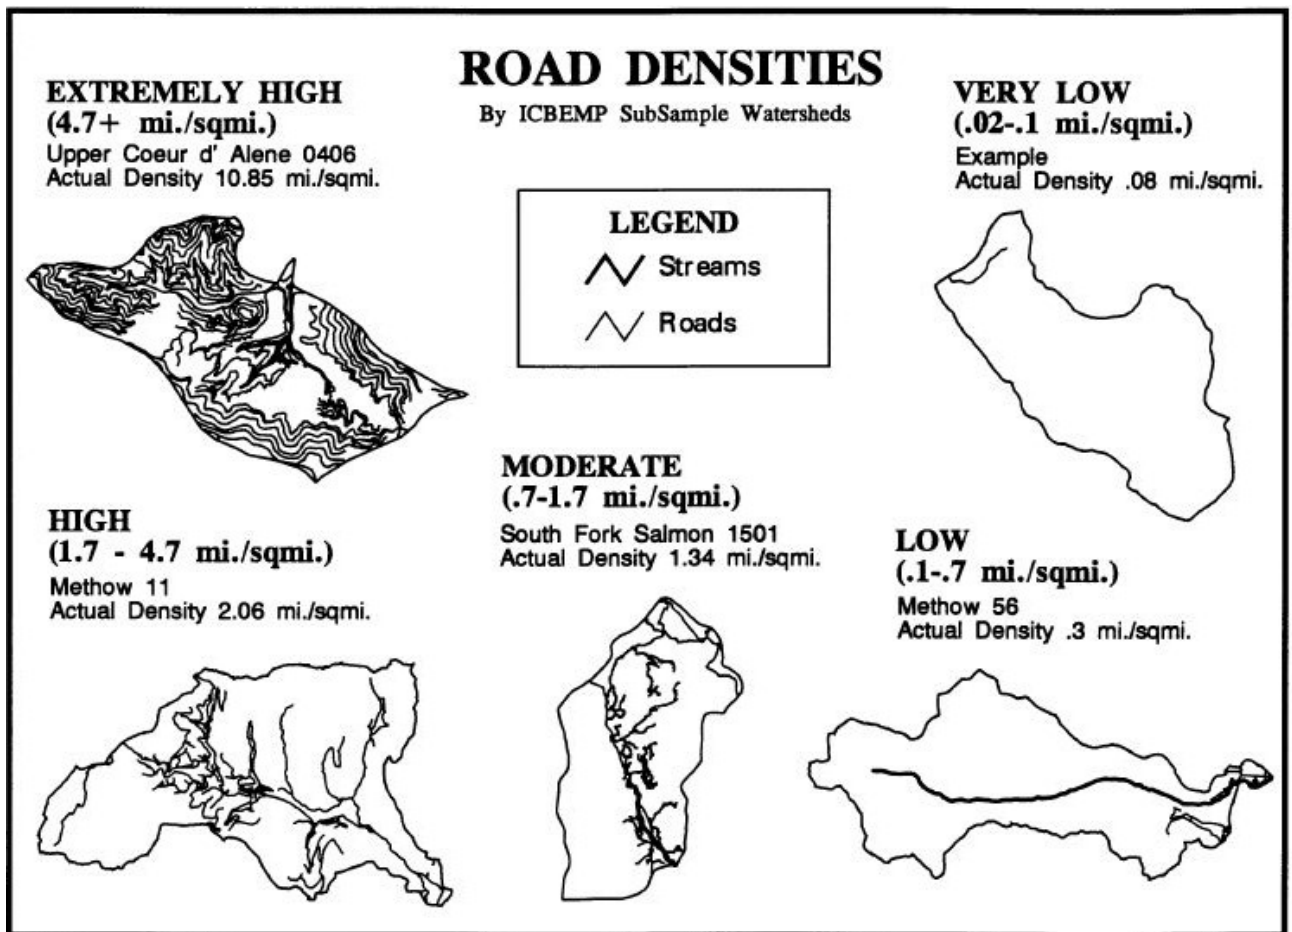 ROAD DENSITIES
By ICBEMP SubSample Watersheds
EXTREMELY HIGH
(4.7+ mi./sqmi.)
Upper Coeur d' Alene 0406
Actual Density 10.85 mi./sqmi.
LEGEND
Streams
Roads
VERY LOW
(.02-.1 mi./sqmi.)
Example
Actual Density .08 mi./sqmi.
HIGH
(1.7 - 4.7 mi./sqmi.)
Methow 11
Actual Density 2.06 mi./sqmi.
MODERATE
(.7-1.7 mi./sqmi.)
South Fork Salmon 1501
Actual Density 1.34 mi./sqmi.
LOW
(.1-.7 mi./sqmi.)
Methow 56
Actual Density .3 mi./sqmi.